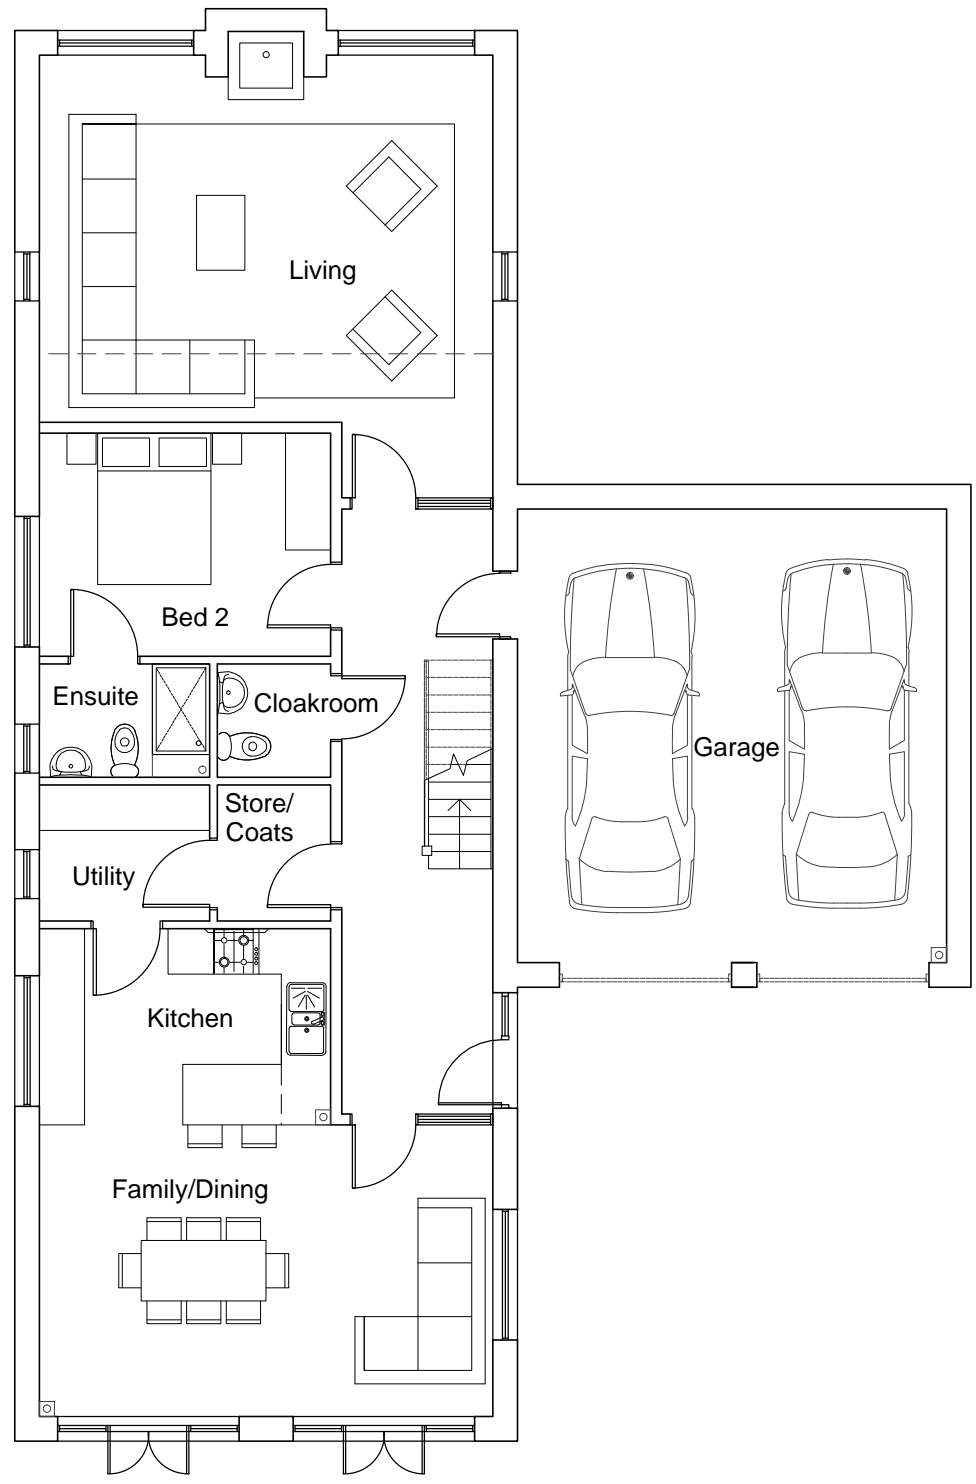 Living
Bed 2
Ensuite
Cloakroom
Garage
Store/
Coats
Utility
Kitchen
Family/Dining